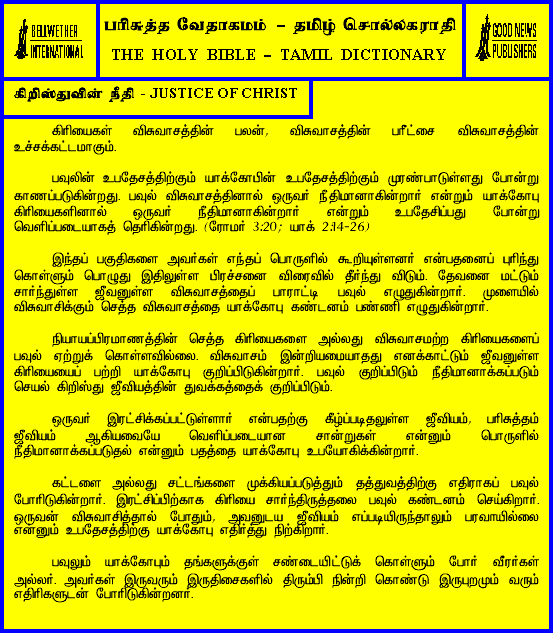 BELLWETHER
INTERNATIONAL
பரிசுத்த வேதாகமம் – தமிழ் சொல்லகராதி
THE HOLY BIBLE – TAMIL DICTIONARY
GOOD NEWS
PUBLISHERS
கிறிஸ்துவின் நீதி - JUSTICE OF CHRIST
கிரியைகள் விசுவாசத்தின் பலன், விசுவாசத்தின் பரீட்சை விசுவாசத்தின்
உச்சக்கட்டமாகும்.
பவுலின் உபதேசத்திற்கும் யாக்கோபின் உபதேசத்திற்கும் முரண்பாடுள்ளது போன்று
காணப்படுகின்றது. பவுல் விசுவாசத்தினால் ஒருவர் நீதிமானாகின்றார் என்றும் யாக்கோபு
கிரியைகளினால் ஒருவர் நீதிமானாகின்றார் என்றும் உபதேசிப்பது போன்று
வெளிப்படையாகத் தெரிகின்றது. (ரோமர் 3:20; யாக் 2:14-26)
இந்தப் பகுதிகளை அவர்கள் எந்தப் பொருளில் கூறியுள்ளனர் என்பதனைப் புரிந்து
கொள்ளும் பொழுது இதிலுள்ள பிரச்சனை விரைவில் தீர்ந்து விடும். தேவனை மட்டும்
சார்ந்துள்ள ஜீவனுள்ள விசுவாசத்தைப் பாராட்டி பவுல் எழுதுகின்றார். முளையில்
விசுவாசிக்கும் செத்த விசுவாசத்தை யாக்கோபு கண்டனம் பண்ணி எழுதுகின்றார்.
நியாயப்பிரமாணத்தின் செத்த கிரியைகளை அல்லது விசுவாசமற்ற கிரியைகளைப்
பவுல் ஏற்றுக் கொள்ளவில்லை. விசுவாசம் இன்றியமையாதது எனக்காட்டும் ஜீவனுள்ள
கிரியையைப் பற்றி யாக்கோபு குறிப்பிடுகின்றார். பவுல் குறிப்பிடும் நீதிமானாக்கப்படும்
செயல் கிறிஸ்து ஜீவியத்தின் துவக்கத்தைக் குறிப்பிடும்.
ஒருவர் இரட்சிக்கப்பட்டுள்ளார் என்பதற்கு கீழ்ப்படிதலுள்ள ஜீவியம், பரிசுத்தம்
ஜீவியம் ஆகியவையே வெளிப்படையான சான்றுகள் என்னும் பொருளில்
நீதிமானாக்கப்படுதல் என்னும் பதத்தை யாக்கோபு உபயோகிக்கின்றார்.
கட்டளை அல்லது சட்டங்களை முக்கியப்படுத்தும் தத்துவத்திற்கு எதிராகப் பவுல்
போரிடுகின்றார். இரட்சிப்பிற்காக கிரியை சார்ந்திருத்தலை பவுல் கண்டனம் செய்கிறார்.
ஒருவன் விசுவாசித்தால் போதும், அவனுடய ஜீவியம் எப்படியிருந்தாலும் பரவாயில்லை
என்னும் உபதேசத்திற்கு யாக்கோபு எதிர்த்து நிற்கிறார்.
பவுலும் யாக்கோபும் தங்களுக்குள் சண்டையிட்டுக் கொள்ளும் போர் வீரர்கள்
அல்லர். அவர்கள் இருவரும் இருதிசைகளில் திரும்பி நின்றி கொண்டு இருபுறமும் வரும்
எதிரிகளுடன் போரிடுகின்றனர்.